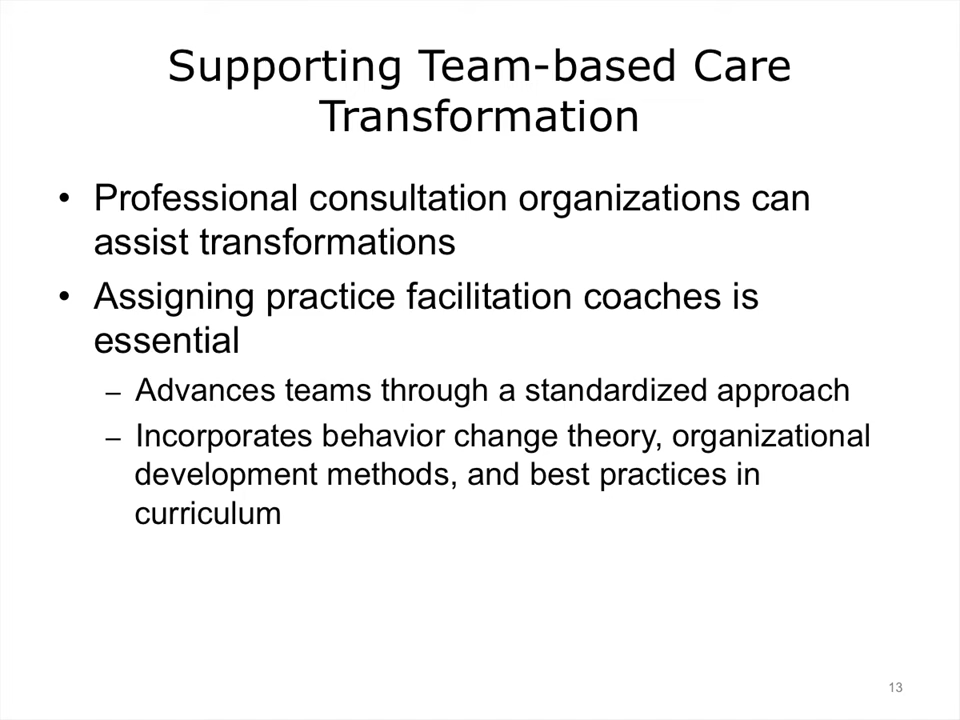 Supporting Team-based Care
Transformation
• Professional consultation organizations can
assist transformations
• Assigning practice facilitation coaches is
essential
– Advances teams through a standardized approach
– Incorporates behavior change theory, organizational
development methods, and best practices in
curriculum
13